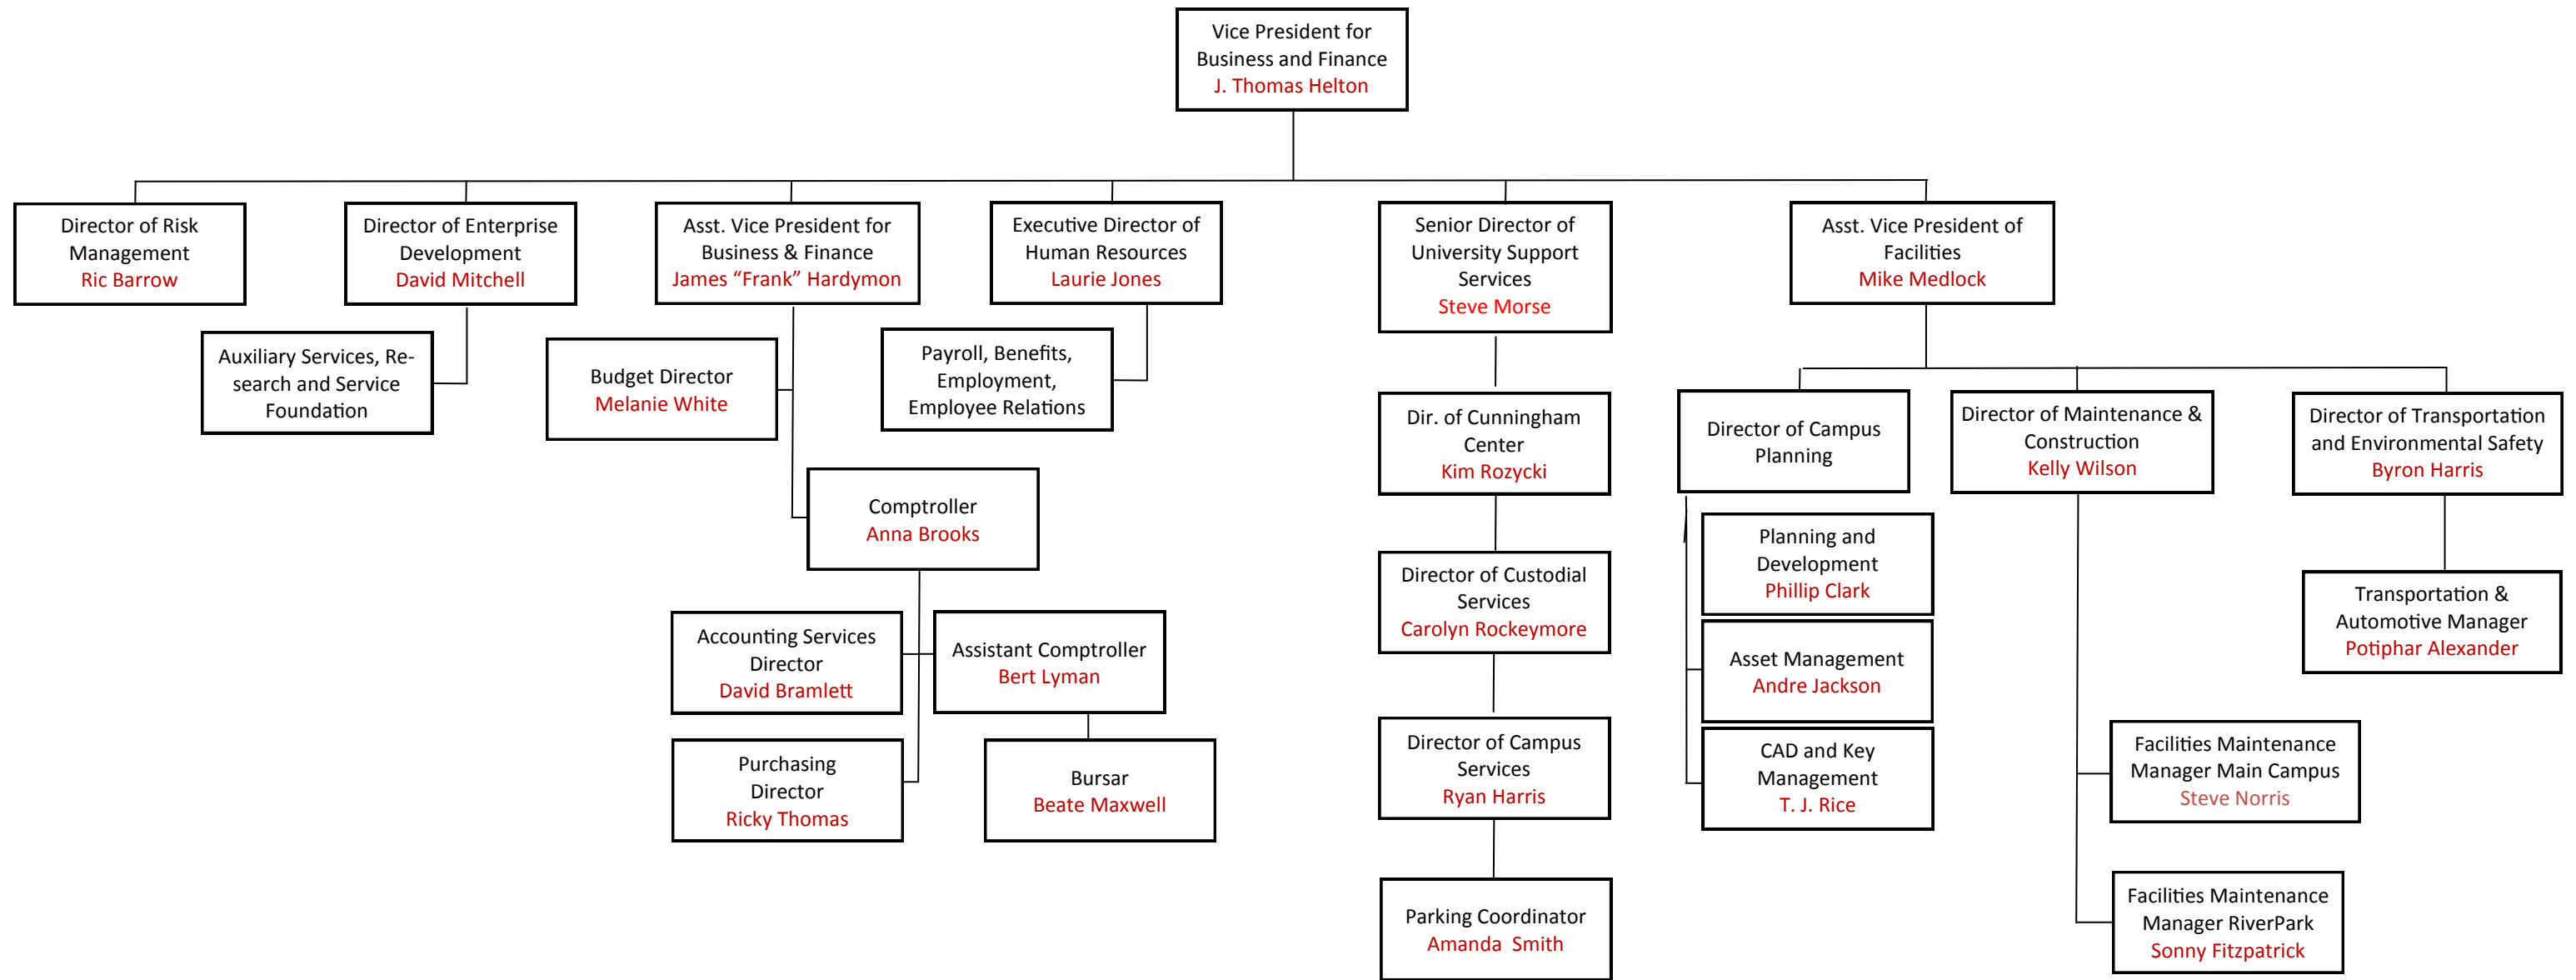 Vice President for
Business and Finance
J. Thomas Helton
Director of Risk
Management
Ric Barrow
Director of Enterprise
Development
David Mitchell
Asst. Vice President for
Business & Finance
James “Frank” Hardymon
Executive Director of
Human Resources
Laurie Jones
Senior Director of
University Support
Services
Steve Morse
Asst. Vice President of
Facilities
Mike Medlock
Auxiliary Services, Re-
search and Service
Foundation
Budget Director
Melanie White
Payroll, Benefits,
Employment,
Employee Relations
Dir. of Cunningham
Center
Kim Rozycki
Director of Campus
Planning
Director of Maintenance &
Construction
Kelly Wilson
Director of Transportation
and Environmental Safety
Byron Harris
Comptroller
Anna Brooks
Planning and
Development
Phillip Clark
Director of Custodial
Services
Carolyn Rockeymore
Transportation &
Automotive Manager
Potiphar Alexander
Accounting Services
Director
David Bramlett
Assistant Comptroller
Bert Lyman
Asset Management
Andre Jackson
Purchasing
Director
Ricky Thomas
Bursar
Beate Maxwell
Director of Campus
Services
Ryan Harris
CAD and Key
Management
T. J. Rice
Facilities Maintenance
Manager Main Campus
Steve Norris
Parking Coordinator
Amanda  Smith
Facilities Maintenance
Manager RiverPark
Sonny Fitzpatrick